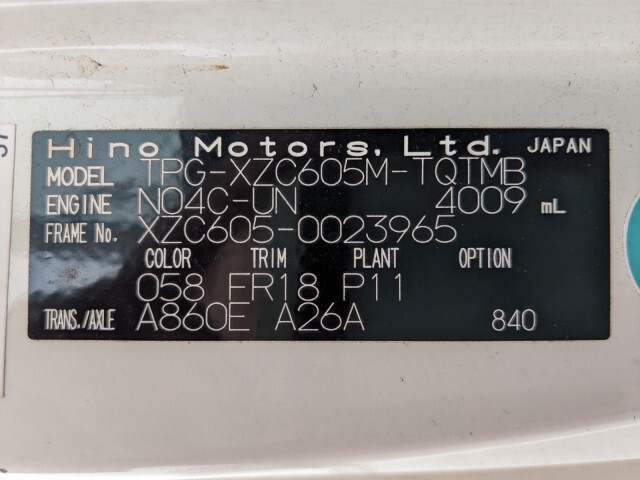 Hino Motors, Ltd. JAPAN
MODEL TPG-XZC605M-TQTMB
ENGINE N04C-UN 4009 mL
FRAME No. XZC605-0023965
COLOR TRIM PLANT OPTION
058 FR18 P11
TRANS./AXLE A860E A26A 840